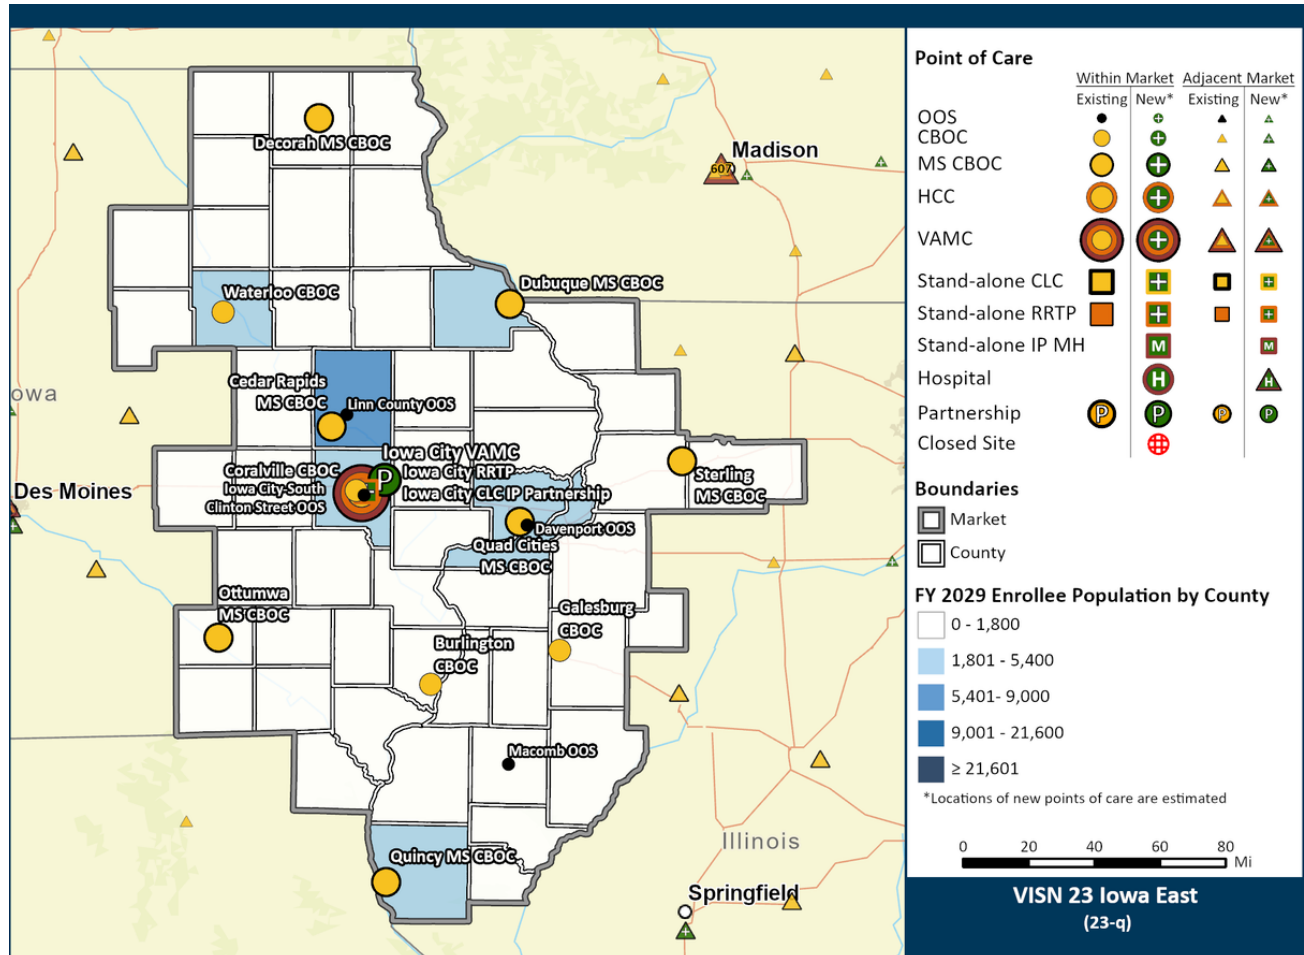 Decorah MS CBOC
Madison
607
Waterloo CBOC
Dubuque MS CBOC
Cedar Rapids
MS CBOC
Linn County OOS
owa
Iowa City VAMC
Coralville CBOC
Iowa City RRTP
Iowa City-South
Clinton Street OOS
Iowa City CLC IP Partnership
P
Des Moines
Sterling
MS CBOC
Davenport OOS
Quad Cities
MS CBOC
Ottumwa
MS CBOC
Galesburg
CBOC
Burlington
CBOC
Macomb OOS
Illinois
Quincy MS CBOC
Springfield
Point of Care
Within Market Adjacent Market
Existing New* Existing New*
OOS
CBOC
MS CBOC
HCC
VAMC
Stand-alone CLC
Stand-alone RRTP
Stand-alone IP MH M M
Hospital H H
Partnership P P P P
Closed Site
Boundaries
Market
County
FY 2029 Enrollee Population by County
0 - 1,800
1,801 - 5,400
5,401- 9,000
9,001 - 21,600
≥ 21,601
*Locations of new points of care are estimated
0 20 40 60 80
Mi
VISN 23 Iowa East
(23-q)